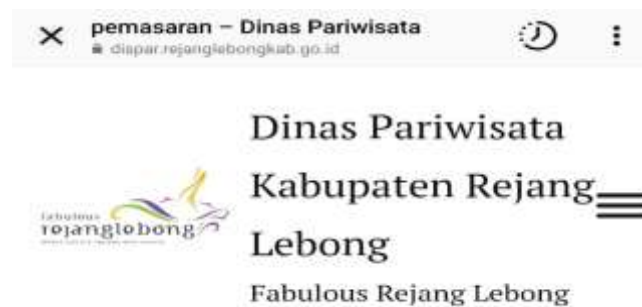 pemasaran – Dinas Pariwisata
dispar.rejanglebongkab.go.id
Dinas Pariwisata
Kabupaten Rejang
Lebong
Fabulous Rejang Lebong
fabulous
rejanglebong